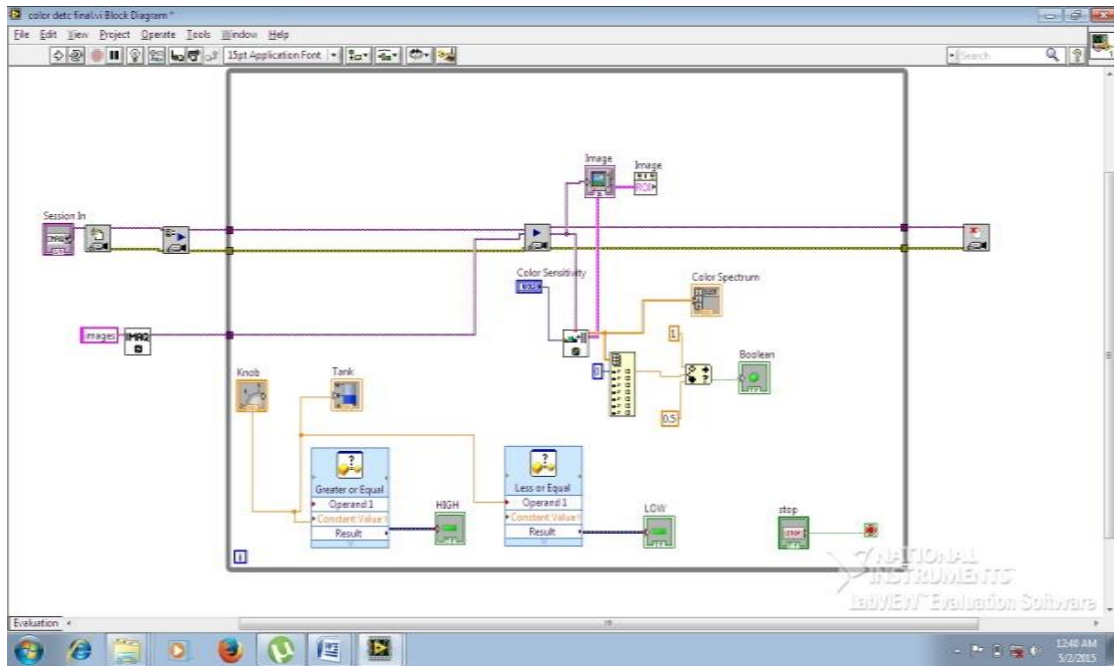 color detc final.vi Block Diagram *
File Edit View Project Operate Tools Window Help
15pt Application Font
Search
Image
Image
ROI
Session In
IMAQ
Color Sensitivity
Color Spectrum
images
IMAQ
1
Boolean
0
0.5
Knob
Tank
?
Greater or Equal
Operand 1
Constant Value
Result
HIGH
?
Less or Equal
Operand 1
Constant Value
Result
LOW
stop
STOP
i
NATIONAL
INSTRUMENTS
LabVIEW™ Evaluation Software
Evaluation
12:40 AM
5/2/2015